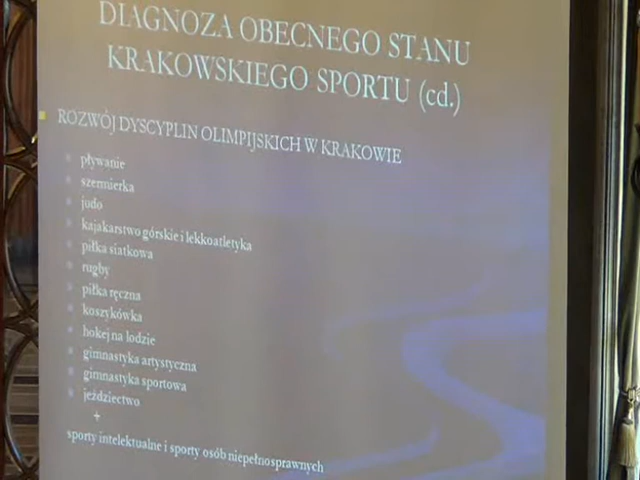 DIAGNOZA OBECNEGO STANU
KRAKOWSKIEGO SPORTU (cd.)
ROZWÓJ DYSCYPLIN OLIMPIJSKICH W KRAKOWIE
pływanie
szermierka
judo
kajakarstwo górskie i lekkoatletyka
piłka siatkowa
rugby
piłka ręczna
koszykówka
hokej na lodzie
gimnastyka artystyczna
gimnastyka sportowa
jeździectwo
+
sporty intelektualne i sporty osób niepełnosprawnych